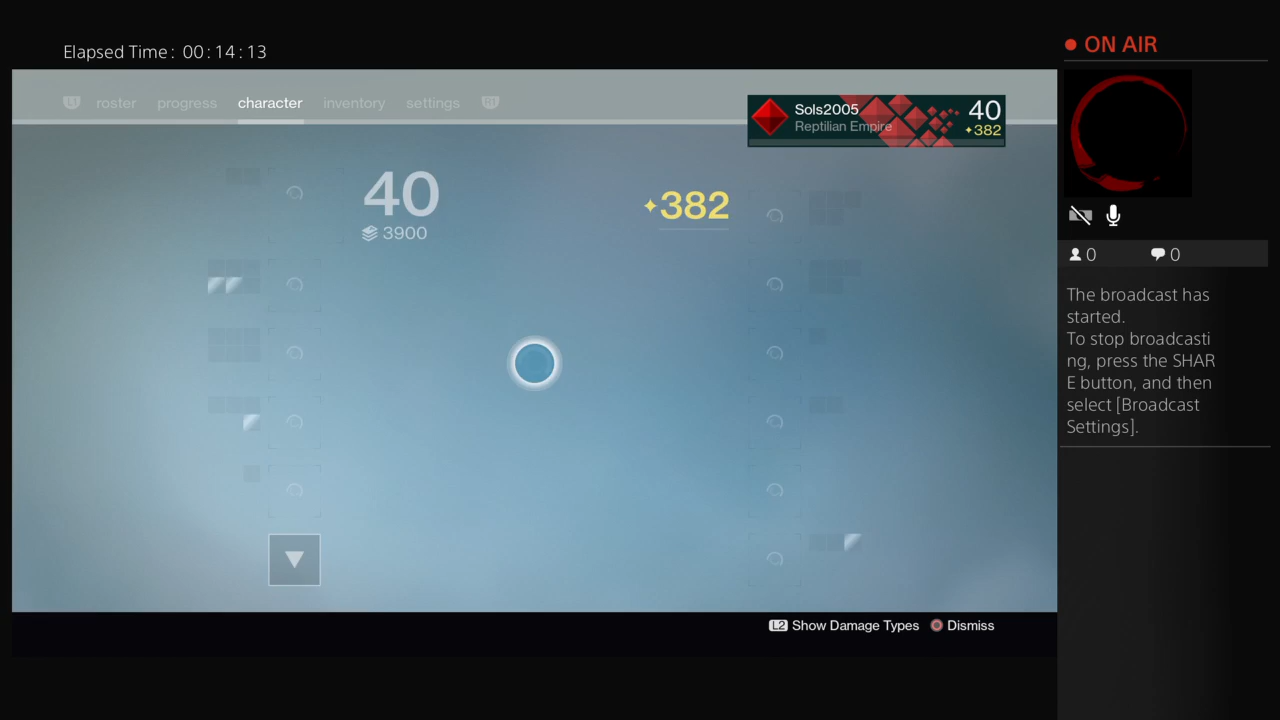 Elapsed Time: 00:14:13
ON AIR
L1 roster progress character inventory settings R1
Sols2005
Reptilian Empire
40
382
40
3900
382
0 0
The broadcast has
started.
To stop broadcasti
ng, press the SHAR
E button, and then
select [Broadcast
Settings].
L2 Show Damage Types Dismiss